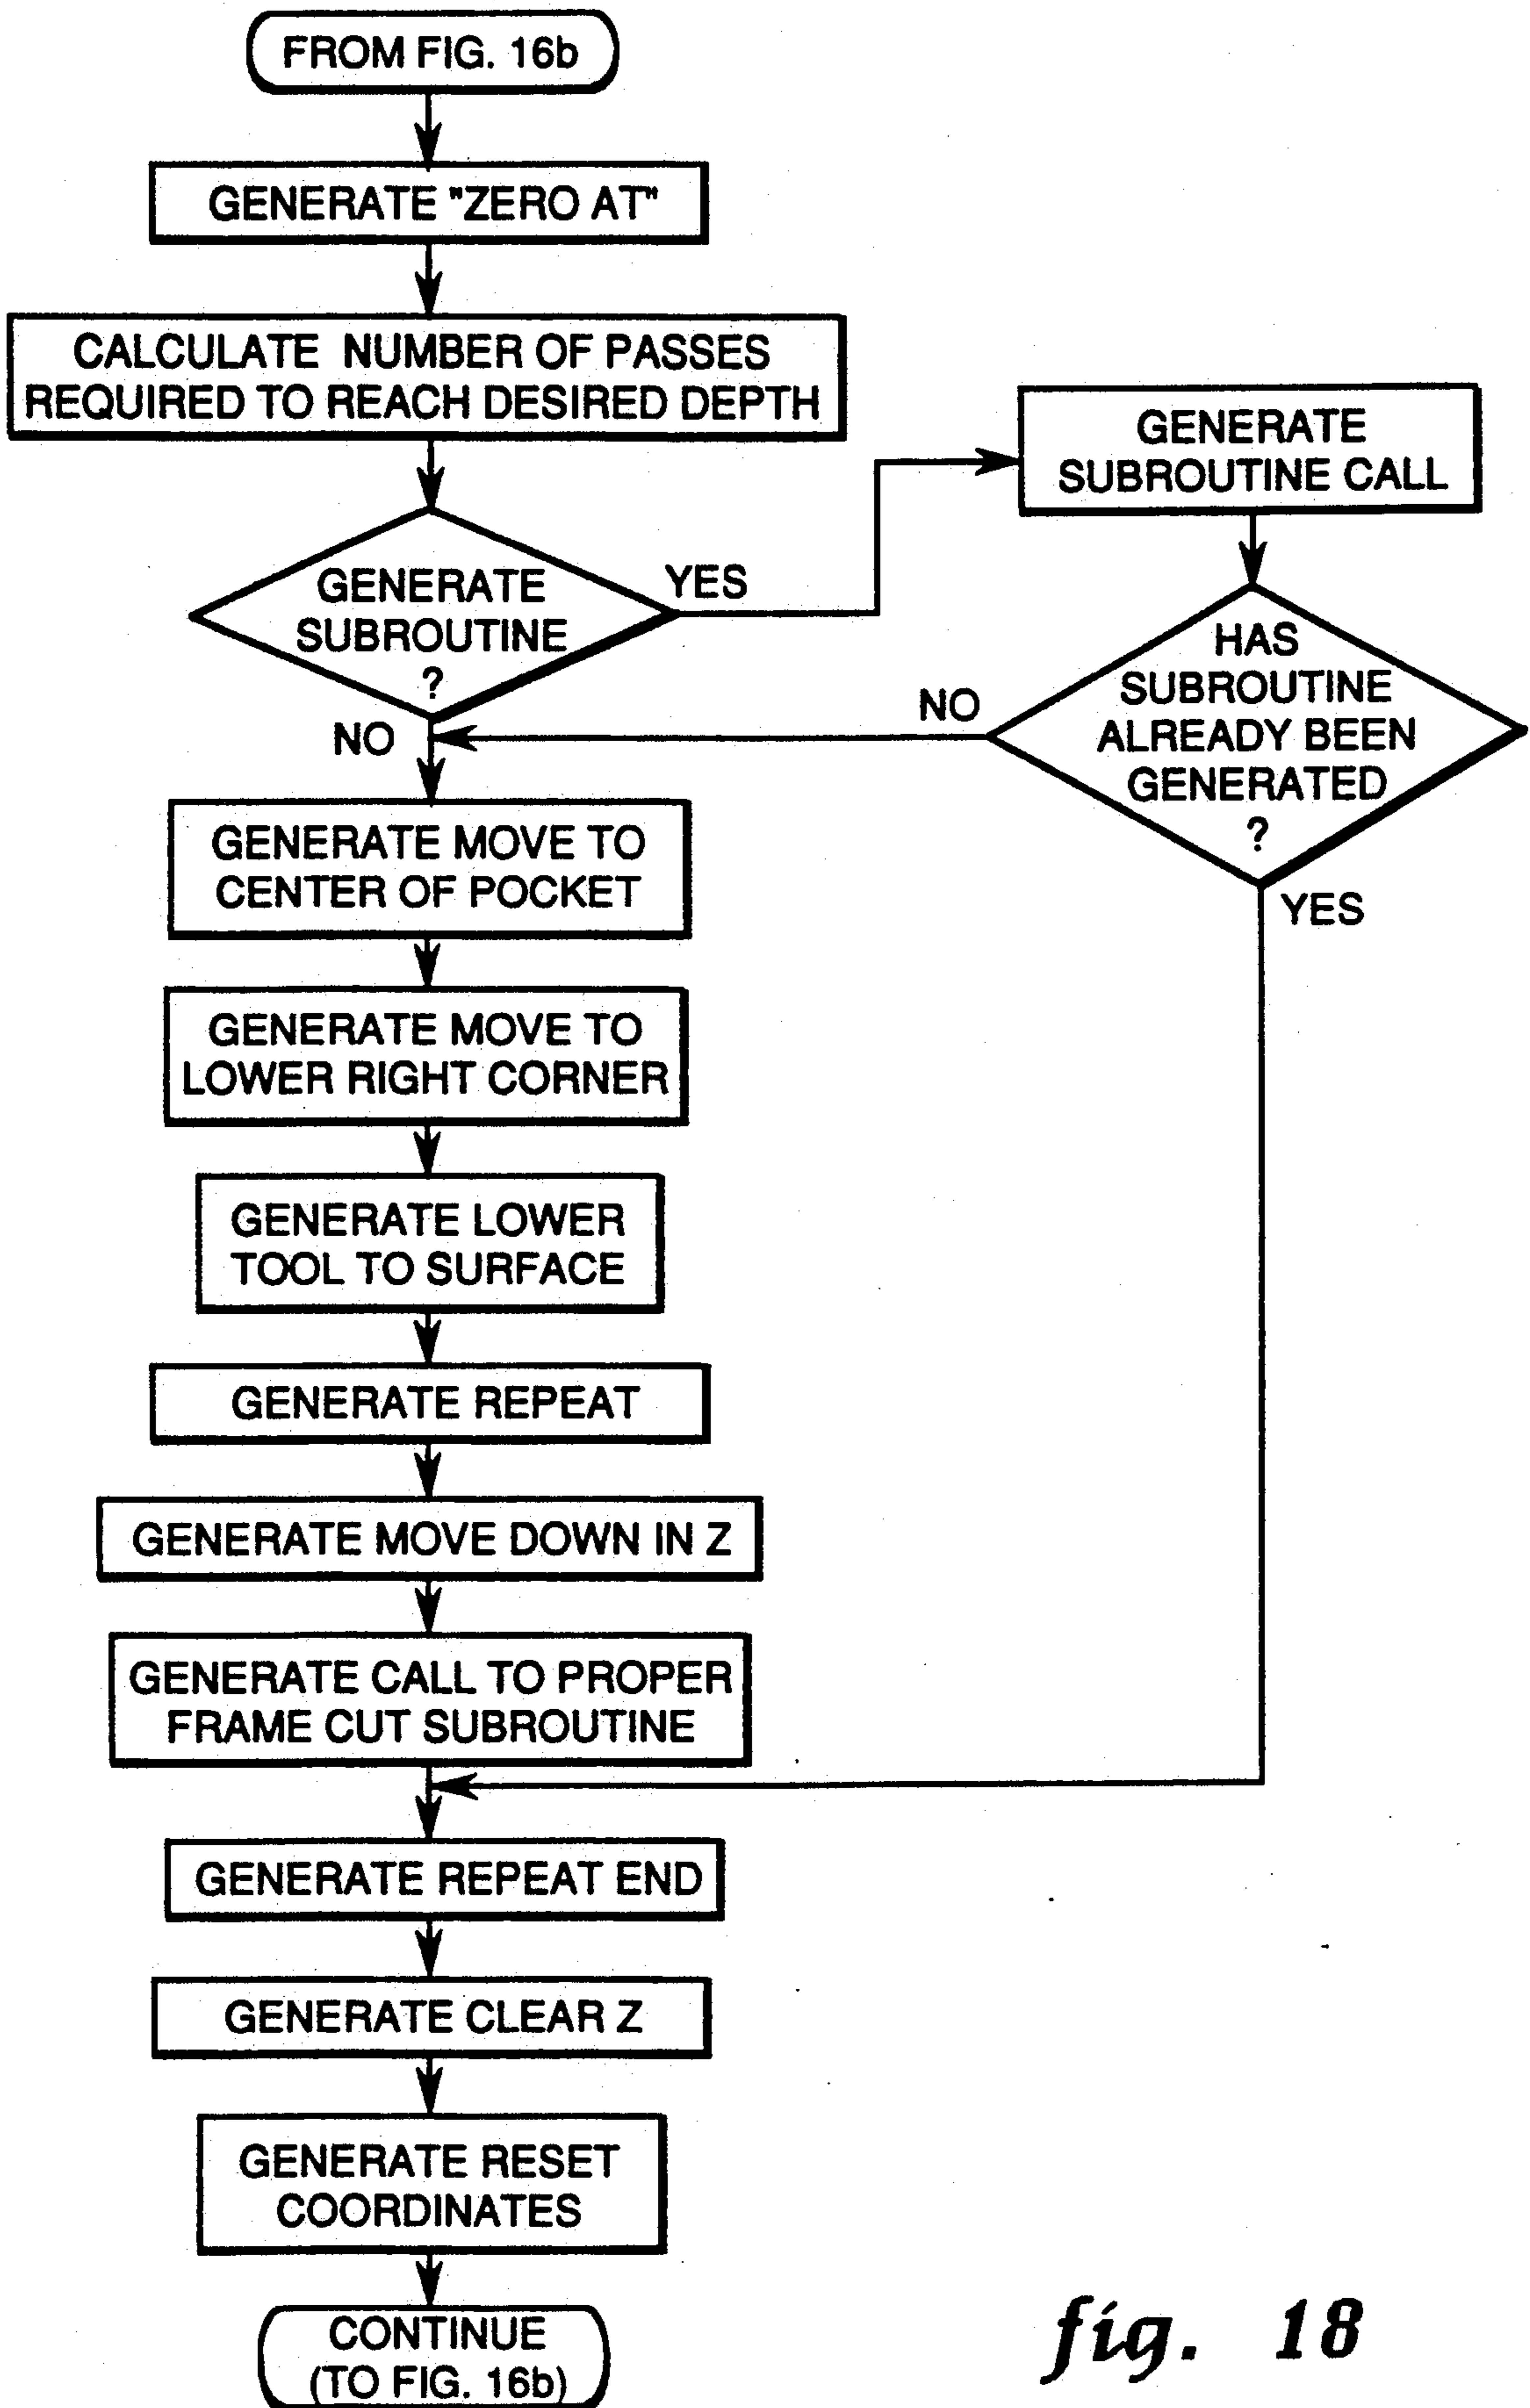 FROM FIG. 16b
GENERATE "ZERO AT"
CALCULATE NUMBER OF PASSES
REQUIRED TO REACH DESIRED DEPTH
GENERATE
SUBROUTINE
?
YES
NO
GENERATE
SUBROUTINE CALL
HAS
SUBROUTINE
ALREADY BEEN
GENERATED
?
NO
YES
GENERATE MOVE TO
CENTER OF POCKET
GENERATE MOVE TO
LOWER RIGHT CORNER
GENERATE LOWER
TOOL TO SURFACE
GENERATE REPEAT
GENERATE MOVE DOWN IN Z
GENERATE CALL TO PROPER
FRAME CUT SUBROUTINE
GENERATE REPEAT END
GENERATE CLEAR Z
GENERATE RESET
COORDINATES
CONTINUE
(TO FIG. 16b)
fig. 18